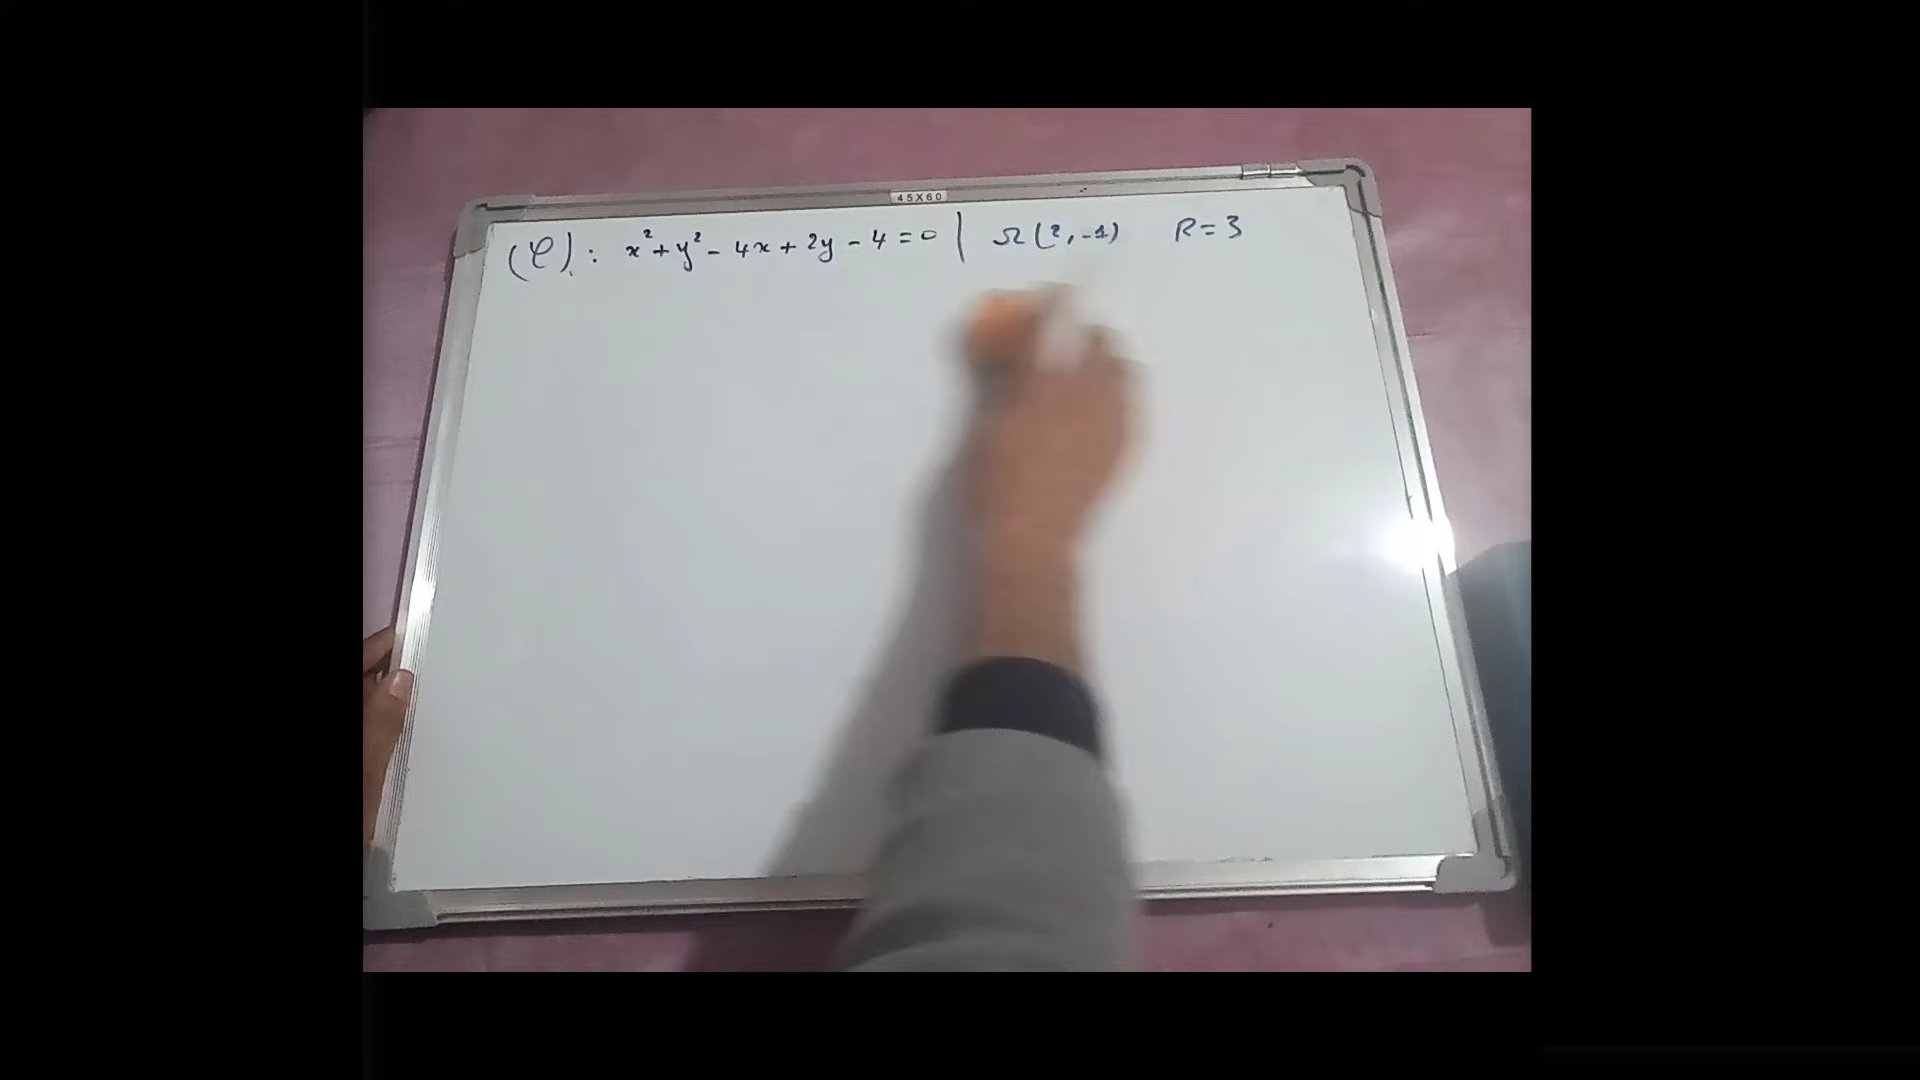 45X60
(C): x²+y²-4x+2y-4=0 | Ω(2,-1) R=3